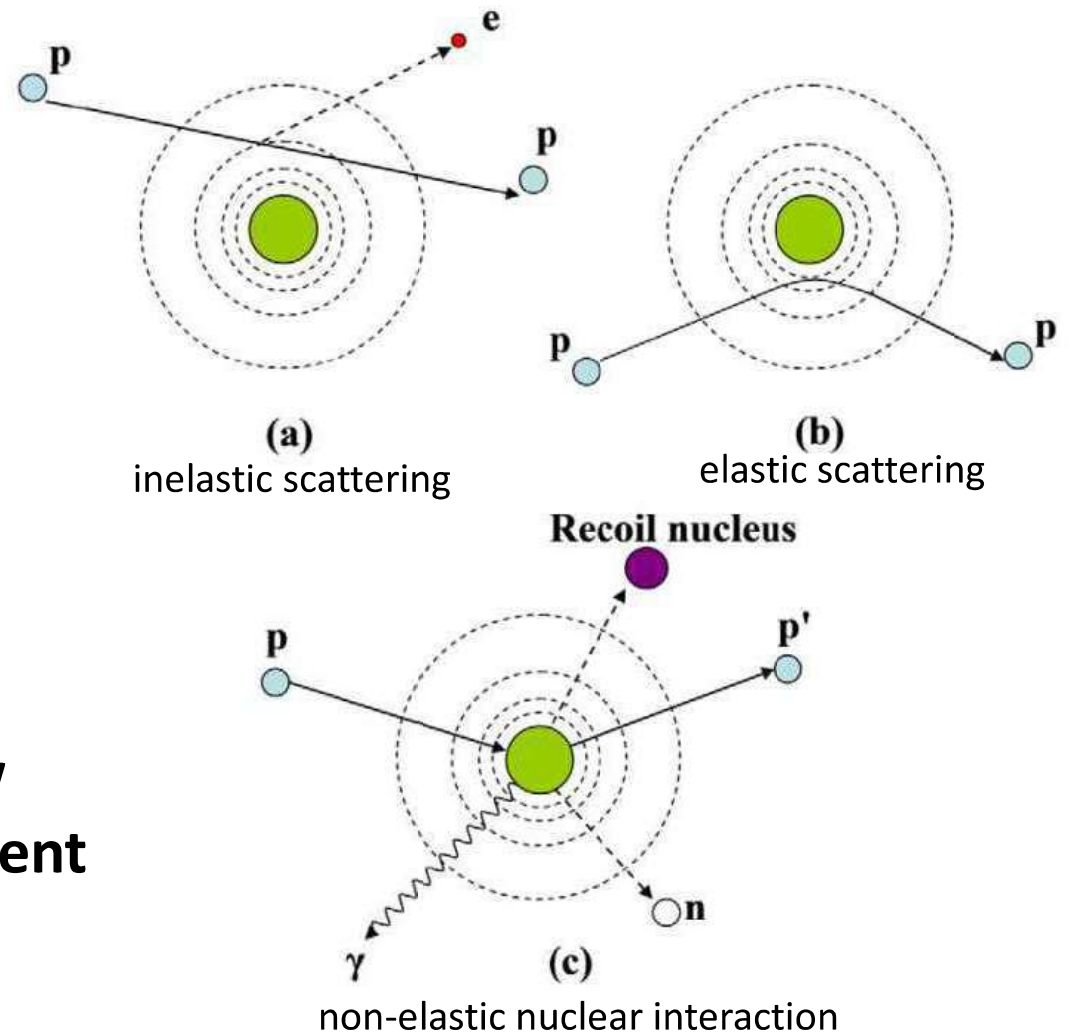 e
p
p
p
p
(a)
(b)
inelastic scattering
elastic scattering
Recoil nucleus
p
p'
ent
n
γ
(c)
non-elastic nuclear interaction